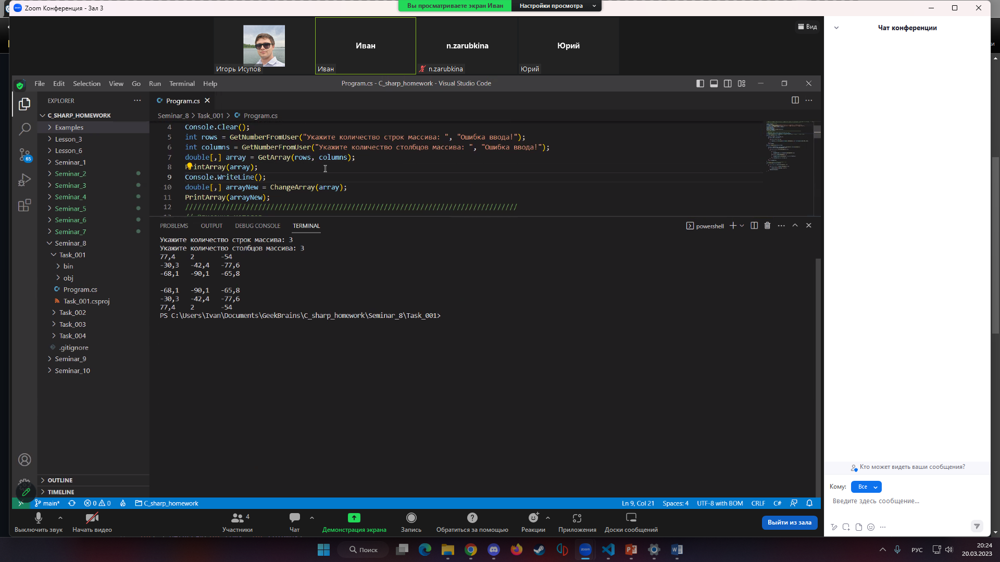 Zoom Конференция - Зал 3
Вы просматриваете экран Иван
Настройки просмотра
Вид
Игорь Исупов
Иван
Иван
n.zarubkina
n.zarubkina
Юрий
Юрий
File Edit Selection View Go Run Terminal Help
Program.cs - C_sharp_homework - Visual Studio Code
EXPLORER
C_SHARP_HOMEWORK
Examples
Lesson_3
Lesson_6
Seminar_1
Seminar_2
Seminar_3
Seminar_4
Seminar_5
Seminar_6
Seminar_7
Seminar_8
Task_001
bin
obj
Program.cs
Task_001.csproj
Task_002
Task_003
Task_004
.gitignore
Seminar_9
Seminar_10
OUTLINE
TIMELINE
65
Program.cs
Seminar_8 > Task_001 > Program.cs
4 Console.Clear();
5 int rows = GetNumberFromUser("Укажите количество строк массива: ", "Ошибка ввода!");
6 int columns = GetNumberFromUser("Укажите количество столбцов массива: ", "Ошибка ввода!");
7 double[,] array = GetArray(rows, columns);
8 PrintArray(array);
9 Console.WriteLine();
10 double[,] arrayNew = ChangeArray(array);
11 PrintArray(arrayNew);
12 //////////////////////////////////////////////////////////////////////////////////
PROBLEMS OUTPUT DEBUG CONSOLE TERMINAL
powershell
Укажите количество строк массива: 3
Укажите количество столбцов массива: 3
77,4 2 -54
-30,3 -42,4 -77,6
-68,1 -90,1 -65,8
-68,1 -90,1 -65,8
-30,3 -42,4 -77,6
77,4 2 -54
PS C:\Users\Ivan\Documents\GeekBrains\C_sharp_homework\Seminar_8\Task_001>
main* 0 0 C_sharp_homework
Ln 9, Col 21 Spaces: 4 UTF-8 with BOM CRLF C#
Выключить звук
Начать видео
4
Участники
Чат
Демонстрация экрана
Запись
Обратиться за помощью
Реакции
Приложения
Доски сообщений
Выйти из зала
Чат конференции
Кто может видеть ваши сообщения?
Кому: Все
Введите здесь сообщение...
Поиск
zoom
РУС
20:24
20.03.2023